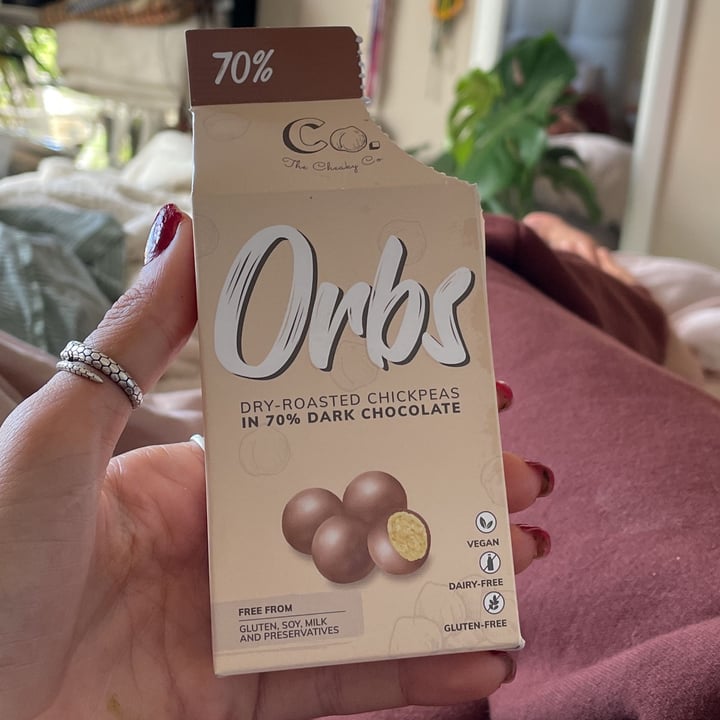 70%
Co.
The Cheaky Co
Orbs
DRY-ROASTED CHICKPEAS
IN 70% DARK CHOCOLATE
VEGAN
DAIRY-FREE
GLUTEN-FREE
FREE FROM
GLUTEN, SOY, MILK
AND PRESERVATIVES